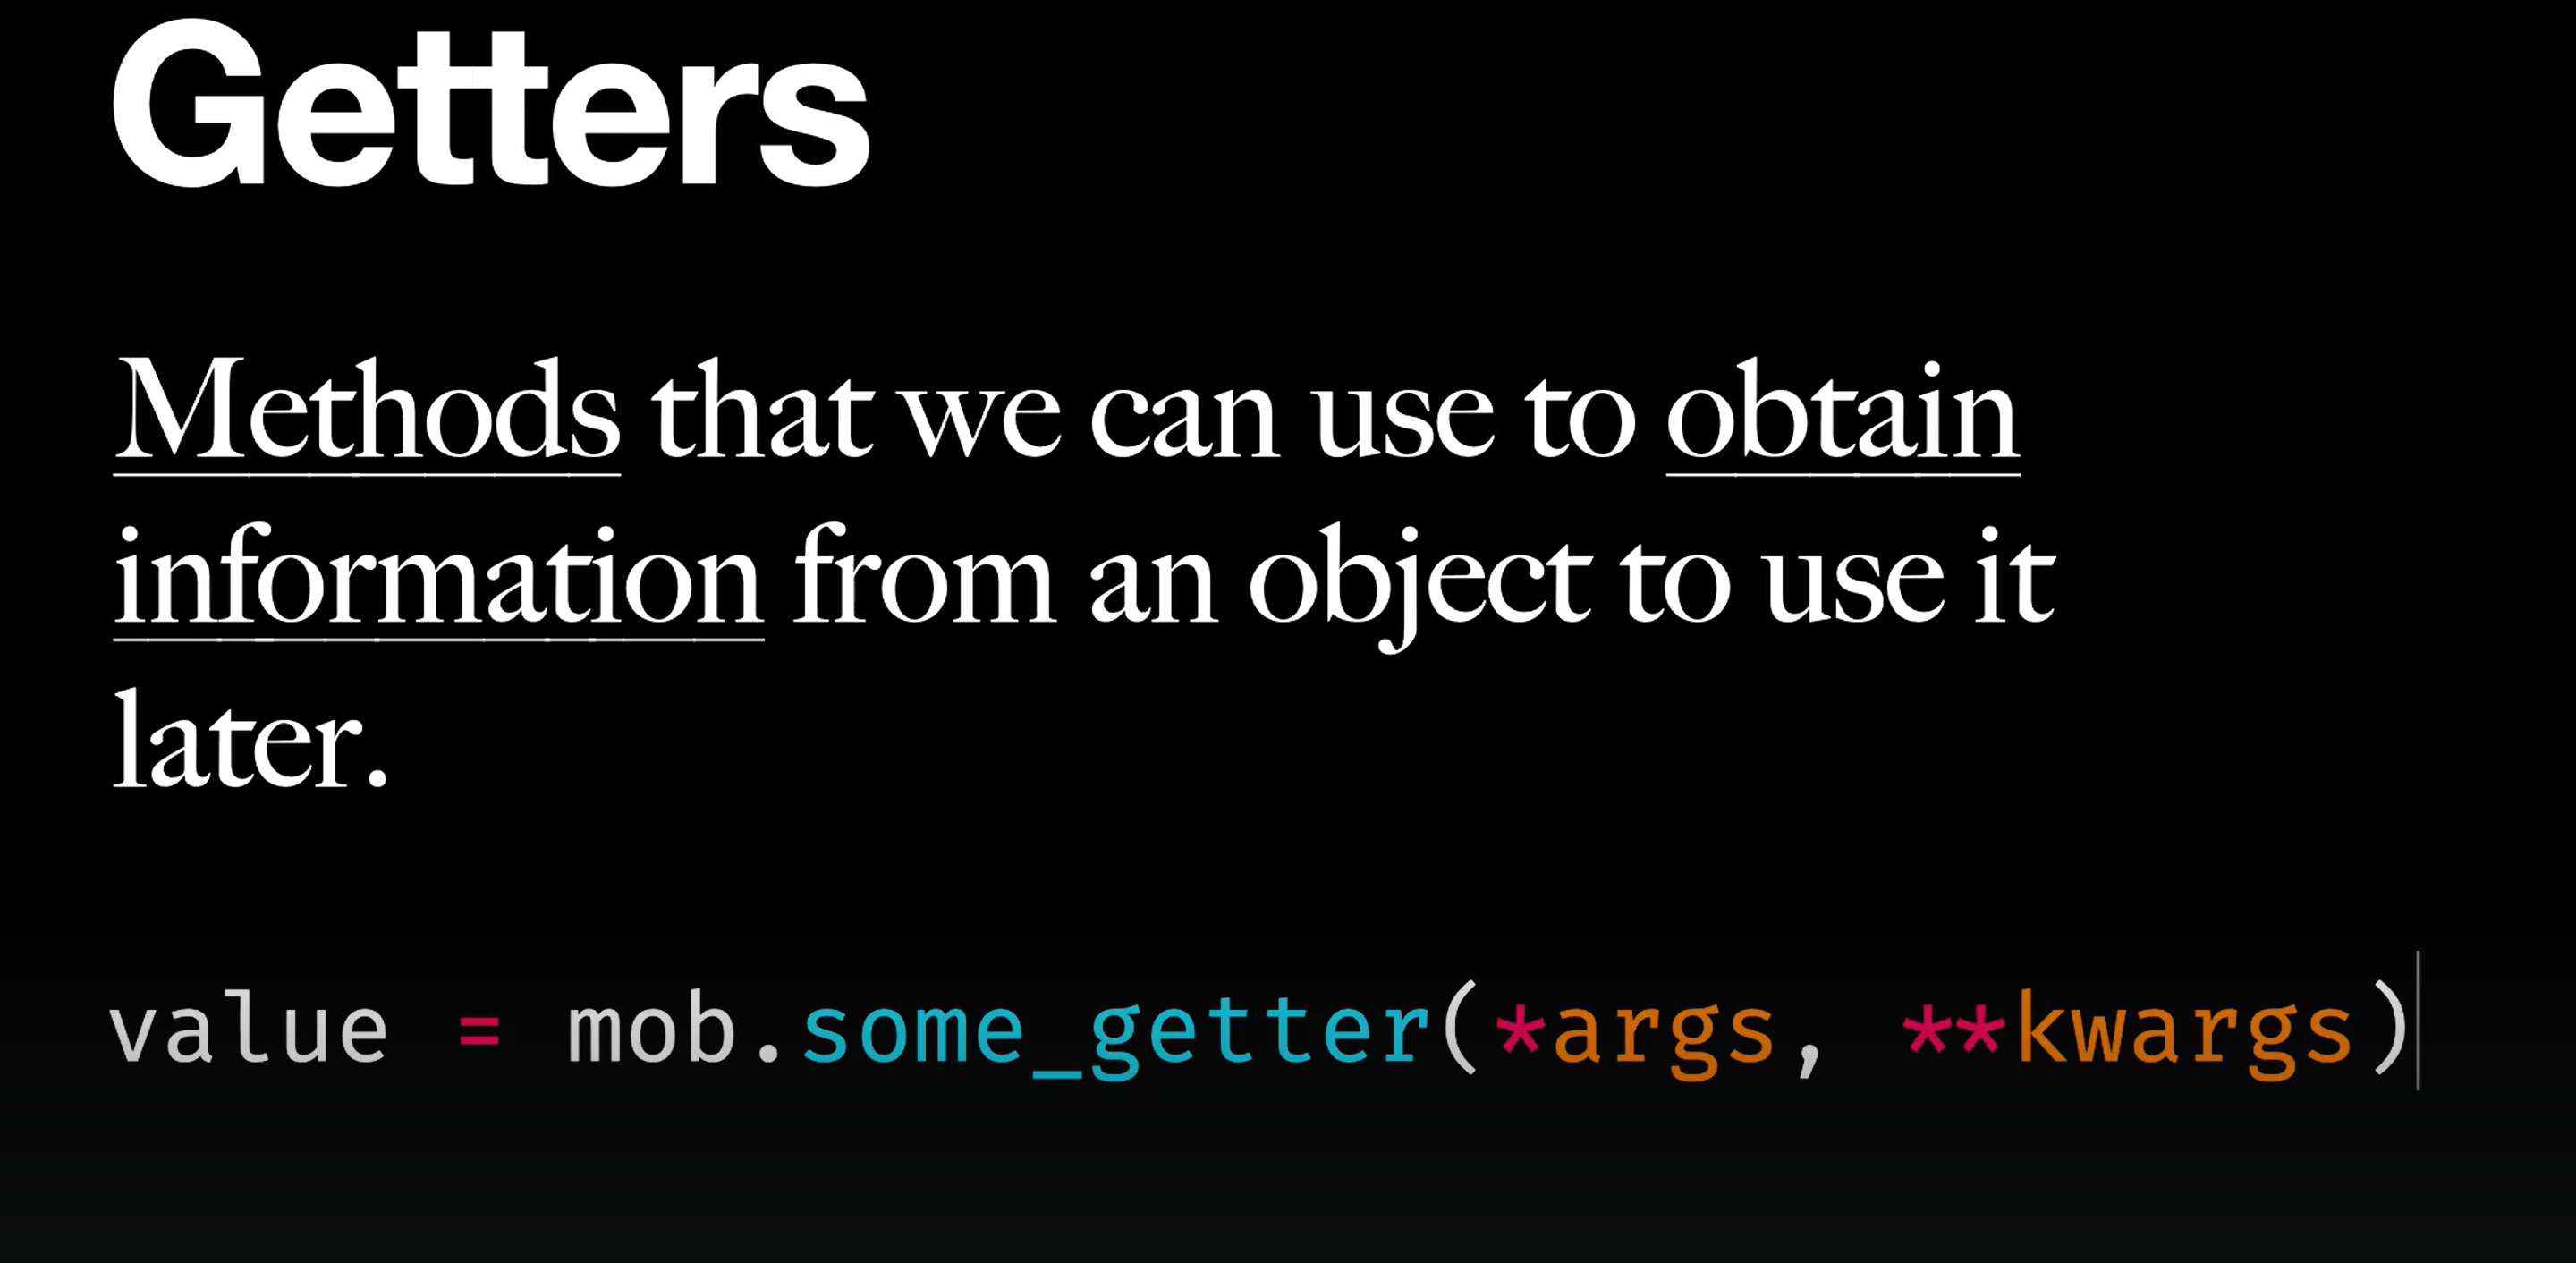 Getters
Methods that we can use to obtain
information from an object to use it
later.
value = mob.some_getter(*args, **kwargs)